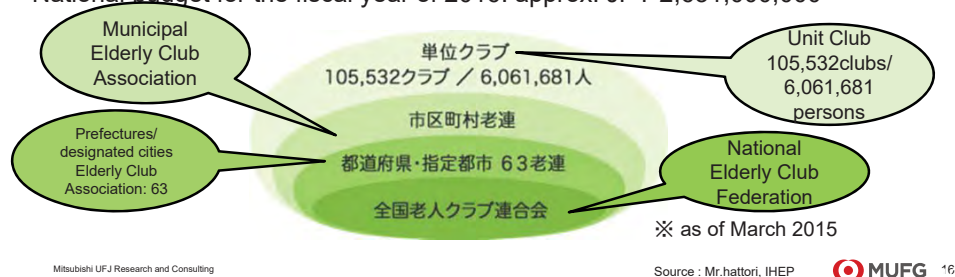 Municipal
Elderly Club
Association
単位クラブ
105,532クラブ / 6,061,681人
Unit Club
105,532clubs/
6,061,681
persons
市区町村老連
Prefectures/
designated cities
Elderly Club
Association: 63
都道府県・指定都市 63老連
National
Elderly Club
Federation
全国老人クラブ連合会
※ as of March 2015
Mitsubishi UFJ Research and Consulting
Source : Mr.hattori, IHEP
MUFG
16